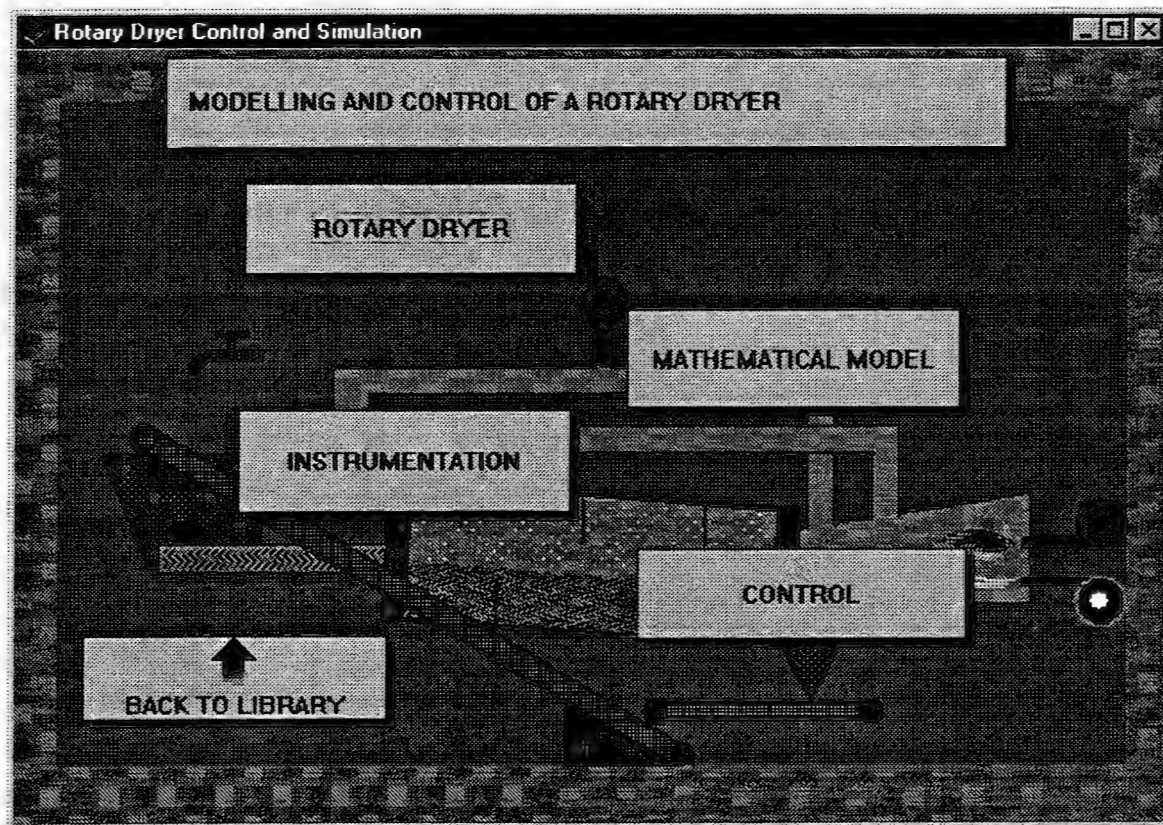 Rotary Dryer Control and Simulation
MODELLING AND CONTROL OF A ROTARY DRYER
ROTARY DRYER
MATHEMATICAL MODEL
INSTRUMENTATION
CONTROL
BACK TO LIBRARY